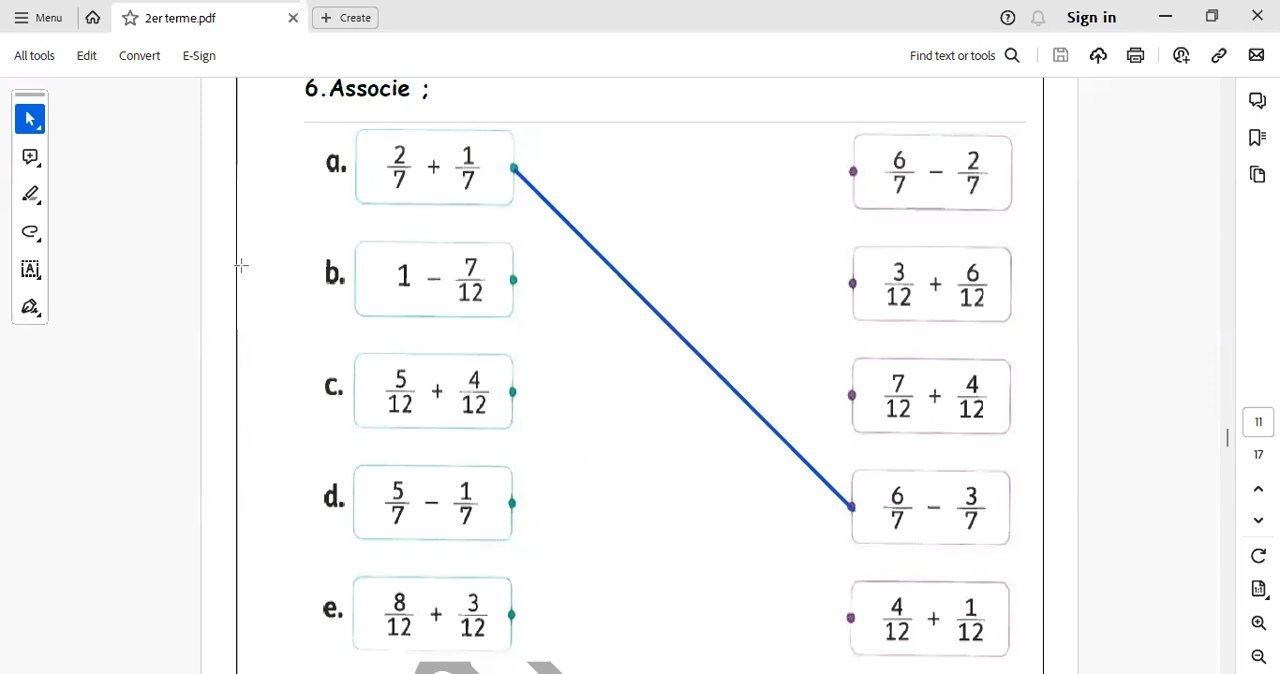 Menu
2er terme.pdf
Create
Sign in
All tools
Edit
Convert
E-Sign
Find text or tools
6.Associe ;
a. 2/7 + 1/7
6/7 − 2/7
b. 1 − 7/12
3/12 + 6/12
c. 5/12 + 4/12
7/12 + 4/12
d. 5/7 − 1/7
6/7 − 3/7
e. 8/12 + 3/12
4/12 + 1/12
11
17